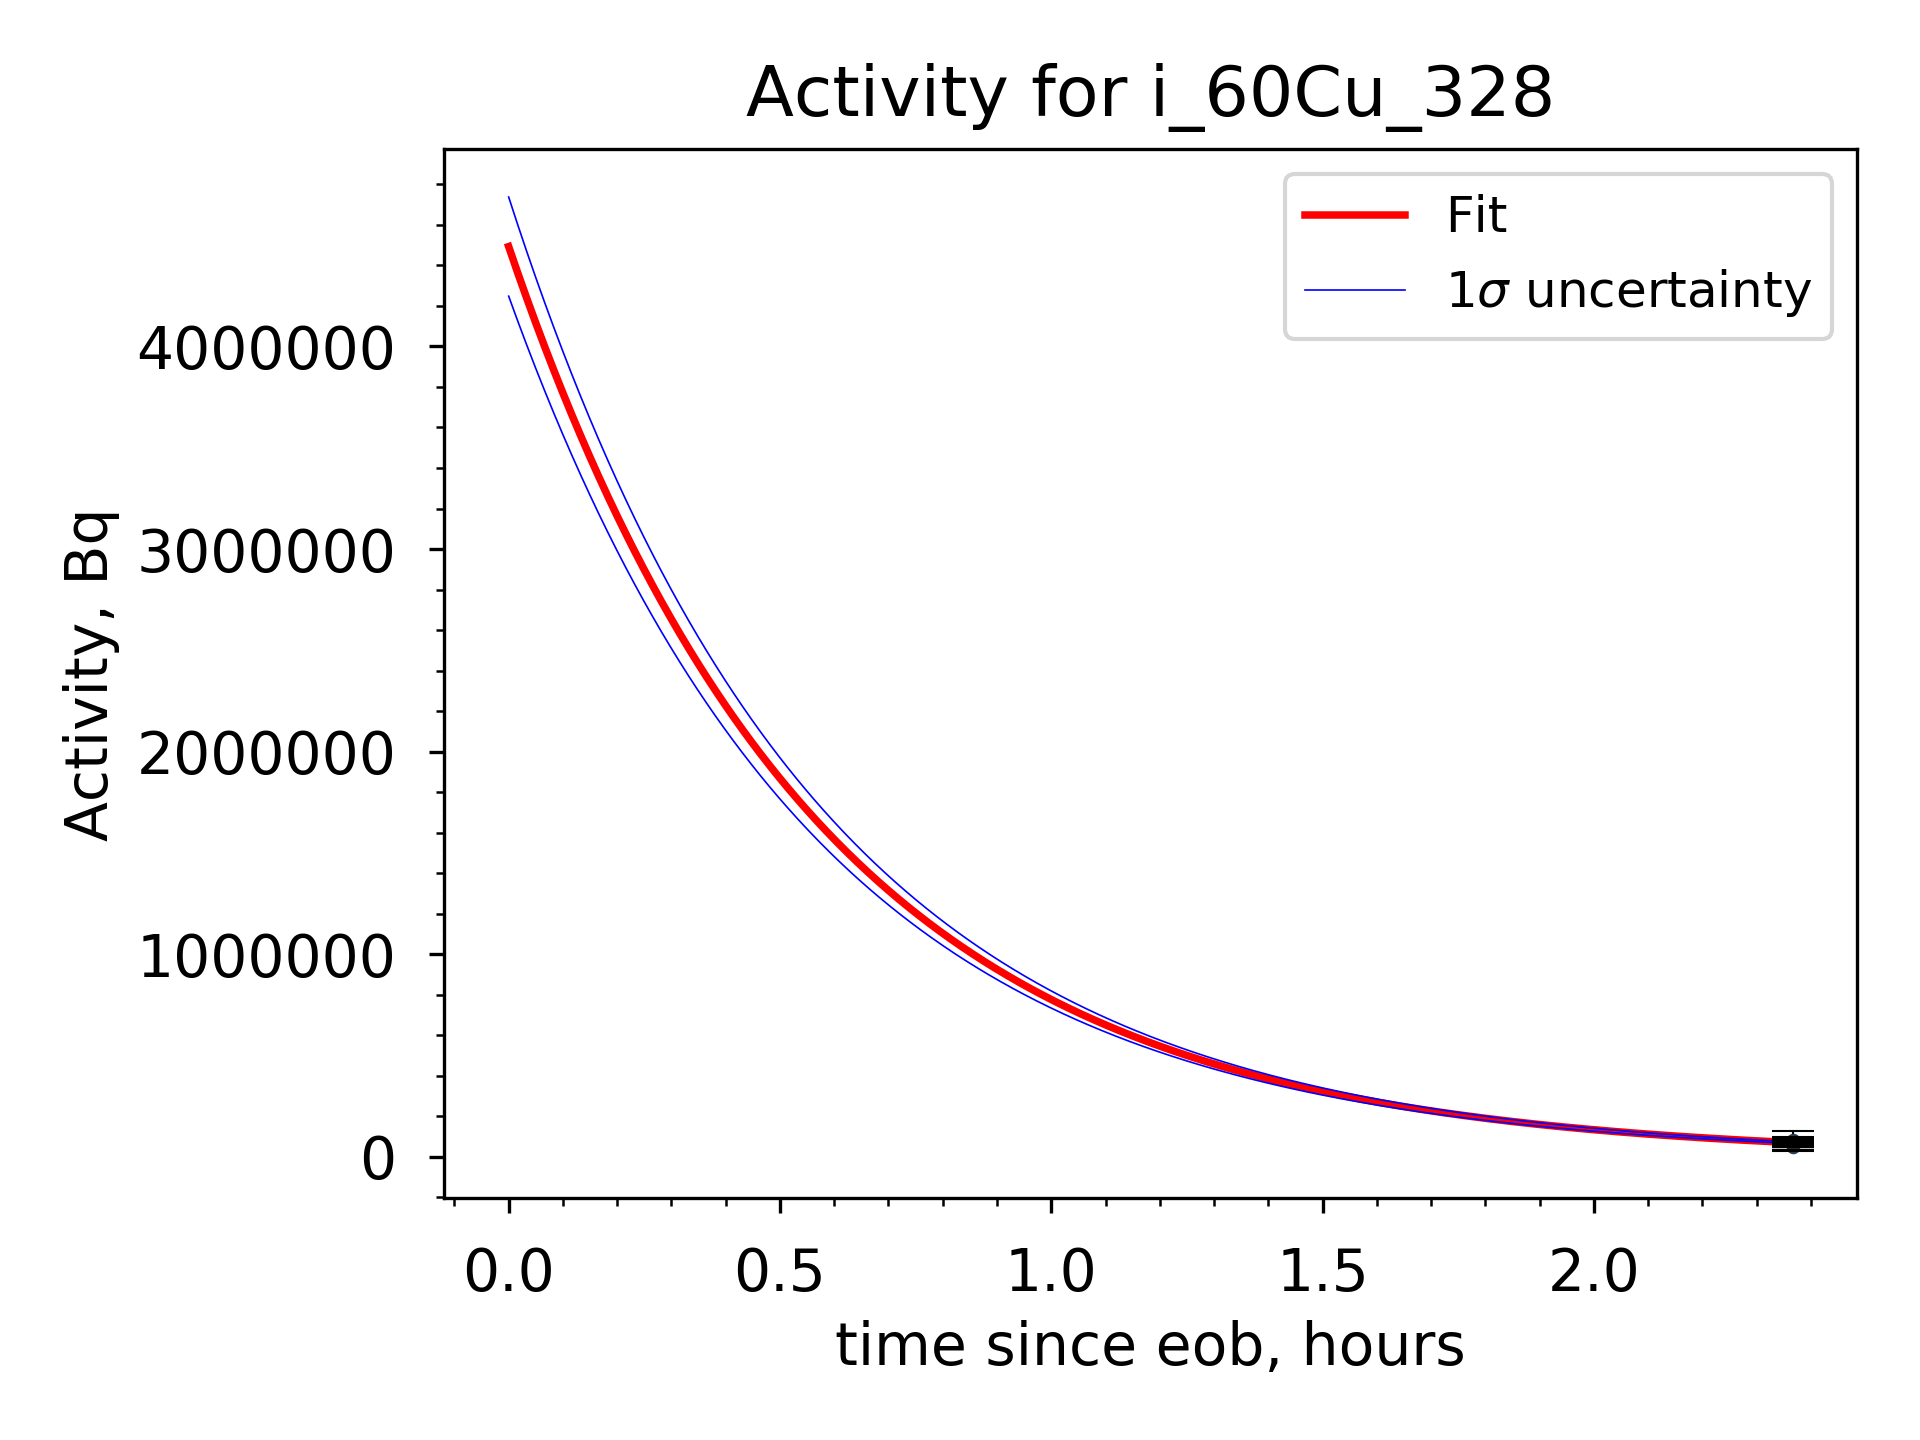 Activity for i_60Cu_328
Fit
1σ uncertainty
Activity, Bq
4000000
3000000
2000000
1000000
0
0.0 0.5 1.0 1.5 2.0
time since eob, hours